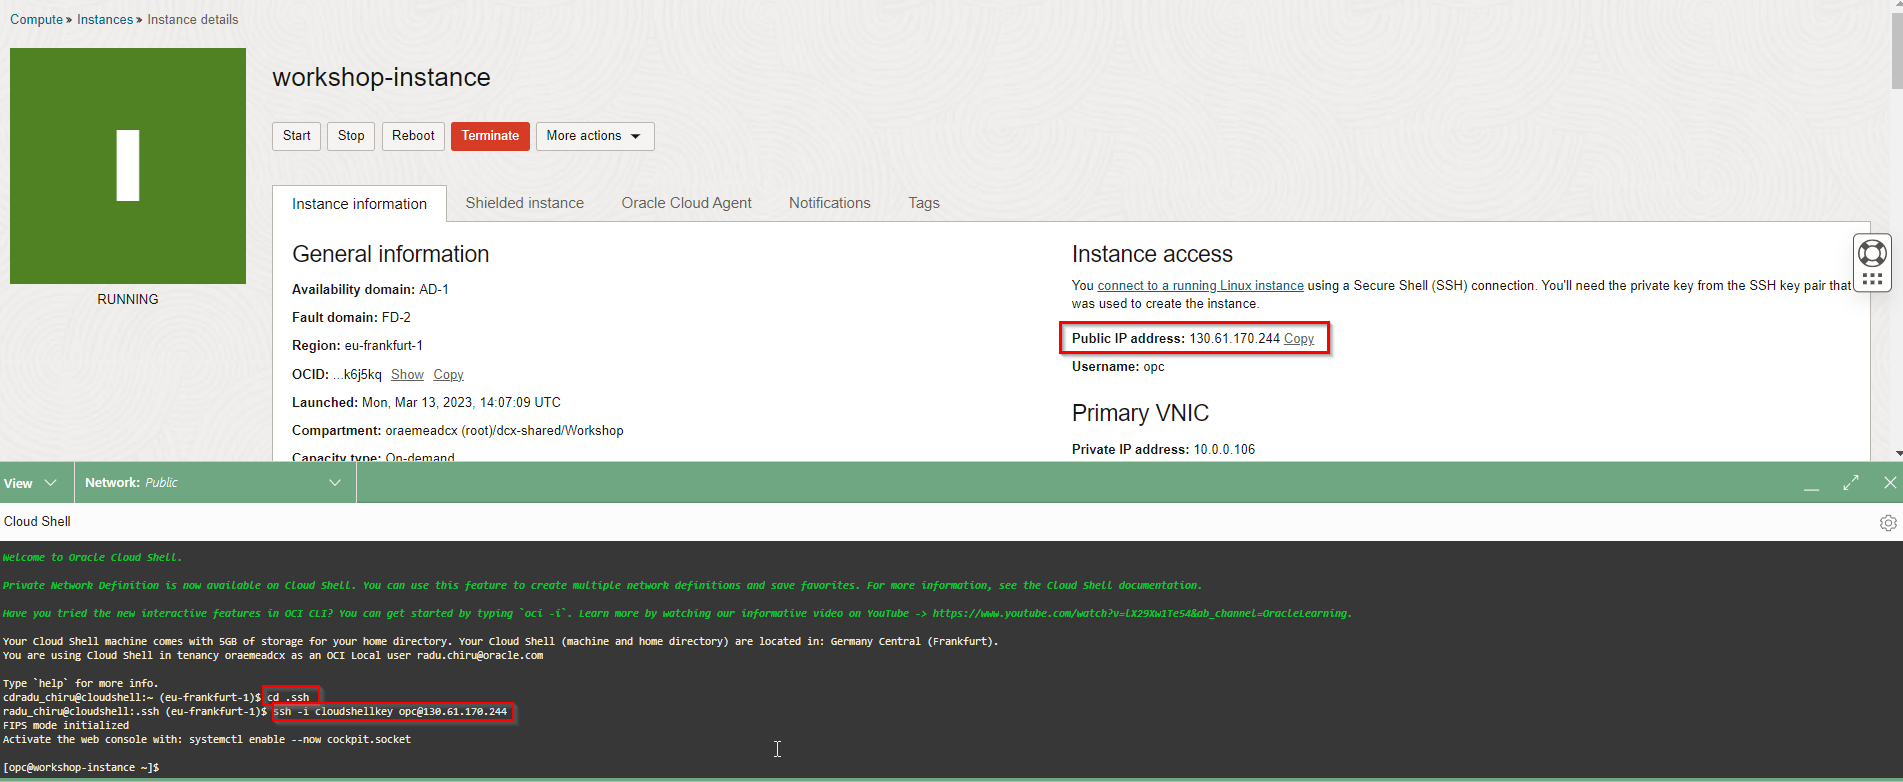 Compute » Instances » Instance details
I
RUNNING
workshop-instance
Start Stop Reboot Terminate More actions
Instance information Shielded instance Oracle Cloud Agent Notifications Tags
General information
Availability domain: AD-1
Fault domain: FD-2
Region: eu-frankfurt-1
OCID: ...k6j5kq Show Copy
Launched: Mon, Mar 13, 2023, 14:07:09 UTC
Compartment: oraemeadcx (root)/dcx-shared/Workshop
Capacity type: On-demand
Instance access
You connect to a running Linux instance using a Secure Shell (SSH) connection. You'll need the private key from the SSH key pair that
was used to create the instance.
Public IP address: 130.61.170.244 Copy
Username: opc
Primary VNIC
Private IP address: 10.0.0.106
View Network: Public
Cloud Shell
Welcome to Oracle Cloud Shell.
Private Network Definition is now available on Cloud Shell. You can use this feature to create multiple network definitions and save favorites. For more information, see the Cloud Shell documentation.
Have you tried the new interactive features in OCI CLI? You can get started by typing `oci -i`. Learn more by watching our informative video on YouTube -> https://www.youtube.com/watch?v=lX29Xw1Te54&ab_channel=OracleLearning.
Your Cloud Shell machine comes with 5GB of storage for your home directory. Your Cloud Shell (machine and home directory) are located in: Germany Central (Frankfurt).
You are using Cloud Shell in tenancy oraemeadcx as an OCI Local user radu.chiru@oracle.com
Type `help` for more info.
cdradu_chiru@cloudshell:~ (eu-frankfurt-1)$ cd .ssh
radu_chiru@cloudshell:.ssh (eu-frankfurt-1)$ ssh -i cloudshellkey opc@130.61.170.244
FIPS mode initialized
Activate the web console with: systemctl enable --now cockpit.socket
[opc@workshop-instance ~]$